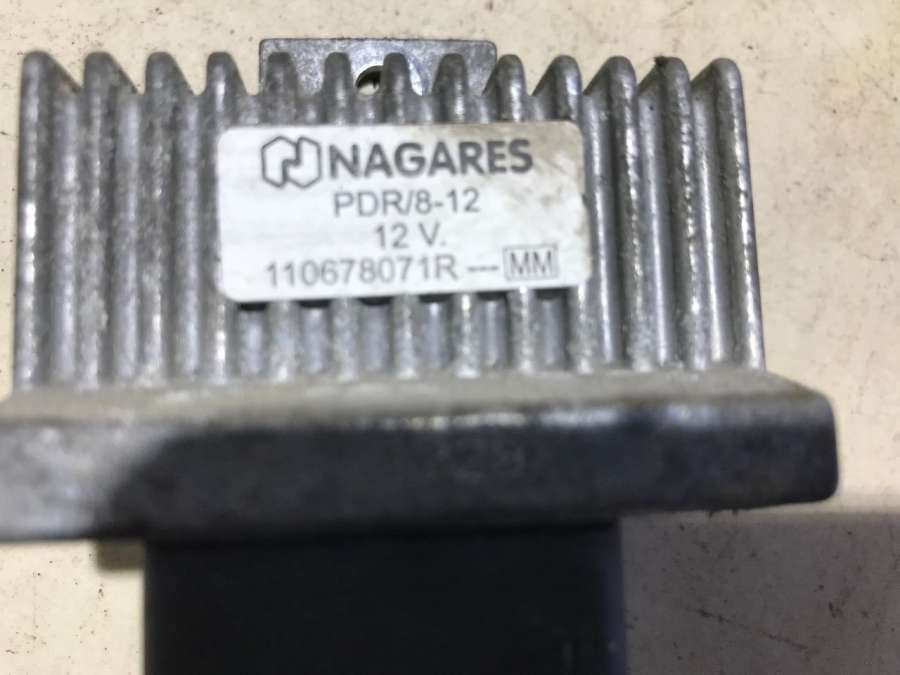 NAGARES
PDR/8-12
12 V.
110678071R --- MM